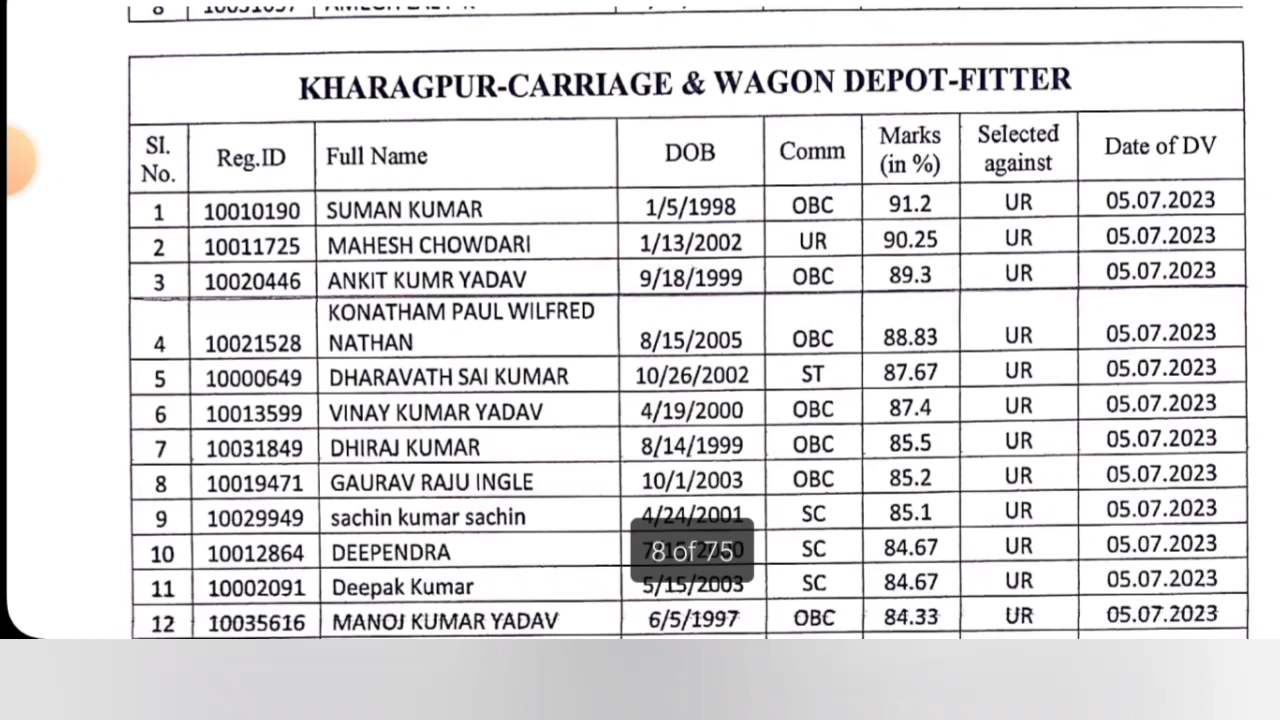 KHARAGPUR-CARRIAGE & WAGON DEPOT-FITTER
SI. No. Reg.ID Full Name DOB Comm Marks (in %) Selected against Date of DV
1 10010190 SUMAN KUMAR 1/5/1998 OBC 91.2 UR 05.07.2023
2 10011725 MAHESH CHOWDARI 1/13/2002 UR 90.25 UR 05.07.2023
3 10020446 ANKIT KUMR YADAV 9/18/1999 OBC 89.3 UR 05.07.2023
KONATHAM PAUL WILFRED
4 10021528 NATHAN 8/15/2005 OBC 88.83 UR 05.07.2023
5 10000649 DHARAVATH SAI KUMAR 10/26/2002 ST 87.67 UR 05.07.2023
6 10013599 VINAY KUMAR YADAV 4/19/2000 OBC 87.4 UR 05.07.2023
7 10031849 DHIRAJ KUMAR 8/14/1999 OBC 85.5 UR 05.07.2023
8 10019471 GAURAV RAJU INGLE 10/1/2003 OBC 85.2 UR 05.07.2023
9 10029949 sachin kumar sachin 4/24/2001 SC 85.1 UR 05.07.2023
10 10012864 DEEPENDRA 8 of 75 SC 84.67 UR 05.07.2023
11 10002091 Deepak Kumar 5/15/2003 SC 84.67 UR 05.07.2023
12 10035616 MANOJ KUMAR YADAV 6/5/1997 OBC 84.33 UR 05.07.2023